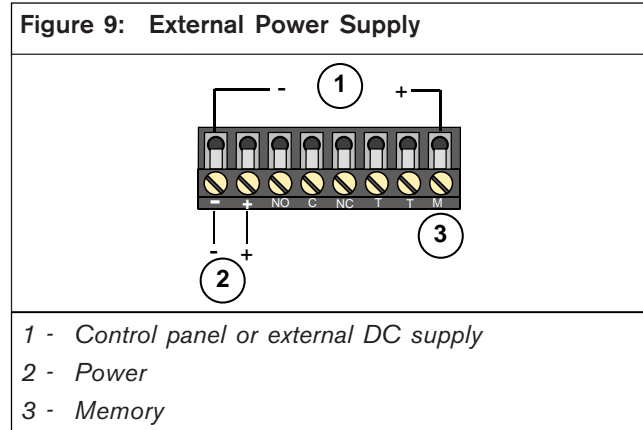 Figure 9: External Power Supply
- 1 +
- + NO C NC T T M
- +
3
2
1 - Control panel or external DC supply
2 - Power
3 - Memory